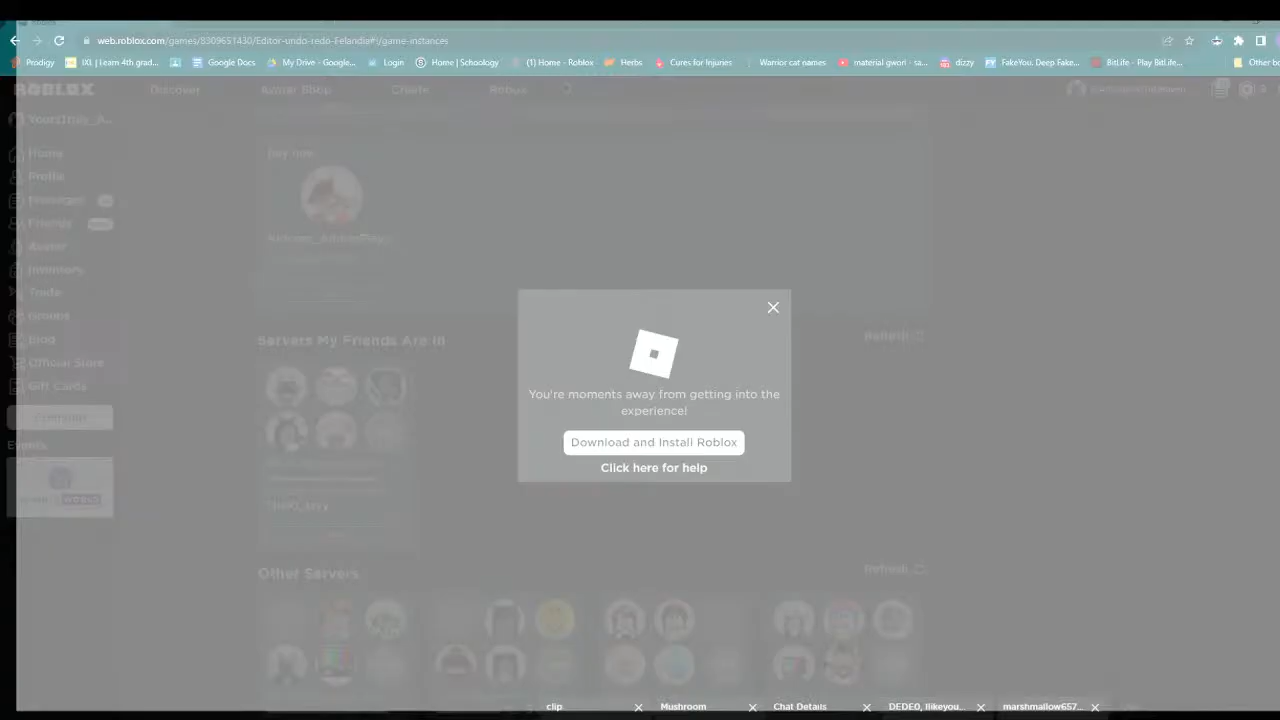 web.roblox.com/games/8309651430/Editor-undo-redo-Felandia#!/game-instances
Prodigy
IXL | Learn 4th grad...
Google Docs
My Drive - Google...
Login
Home | Schoology
(1) Home - Roblox
Herbs
Cures for Injuries
Warrior cat names
material gworl - sa...
dizzy
FakeYou. Deep Fake...
BitLife - Play BitLife...
Other bo
ROBLOX
Discover
Avatar Shop
Create
Robux
Home
Profile
Messages
Friends
Avatar
Inventory
Trade
Groups
Blog
Official Store
Gift Cards
Premium
Events
Servers My Friends Are In
Refresh
You're moments away from getting into the
experience!
Download and Install Roblox
Click here for help
Other Servers
Refresh
clip
Mushroom
Chat Details
DEDE0, Ilikeyou...
marshmallow657...